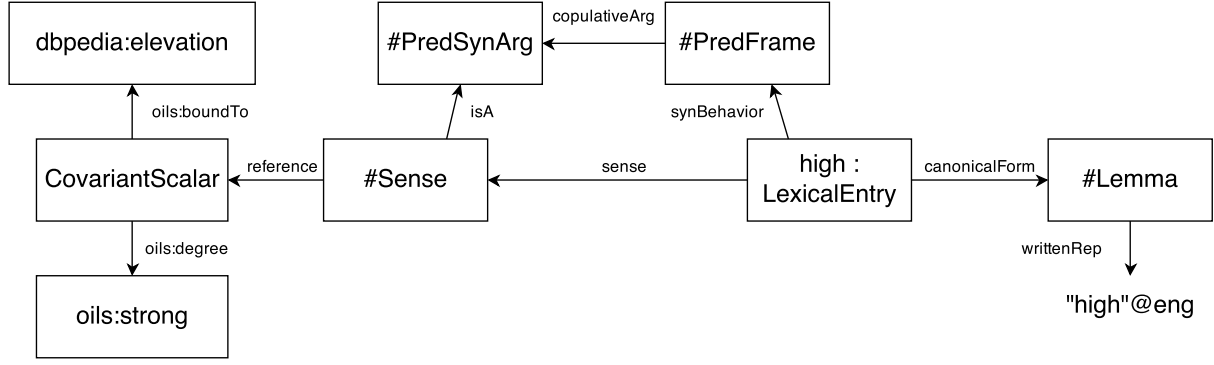 copulativeArg
dbpedia:elevation
#PredSynArg
#PredFrame
oils:boundTo
isA
synBehavior
CovariantScalar
reference
#Sense
sense
high :
LexicalEntry
canonicalForm
#Lemma
oils:degree
writtenRep
oils:strong
"high"@eng